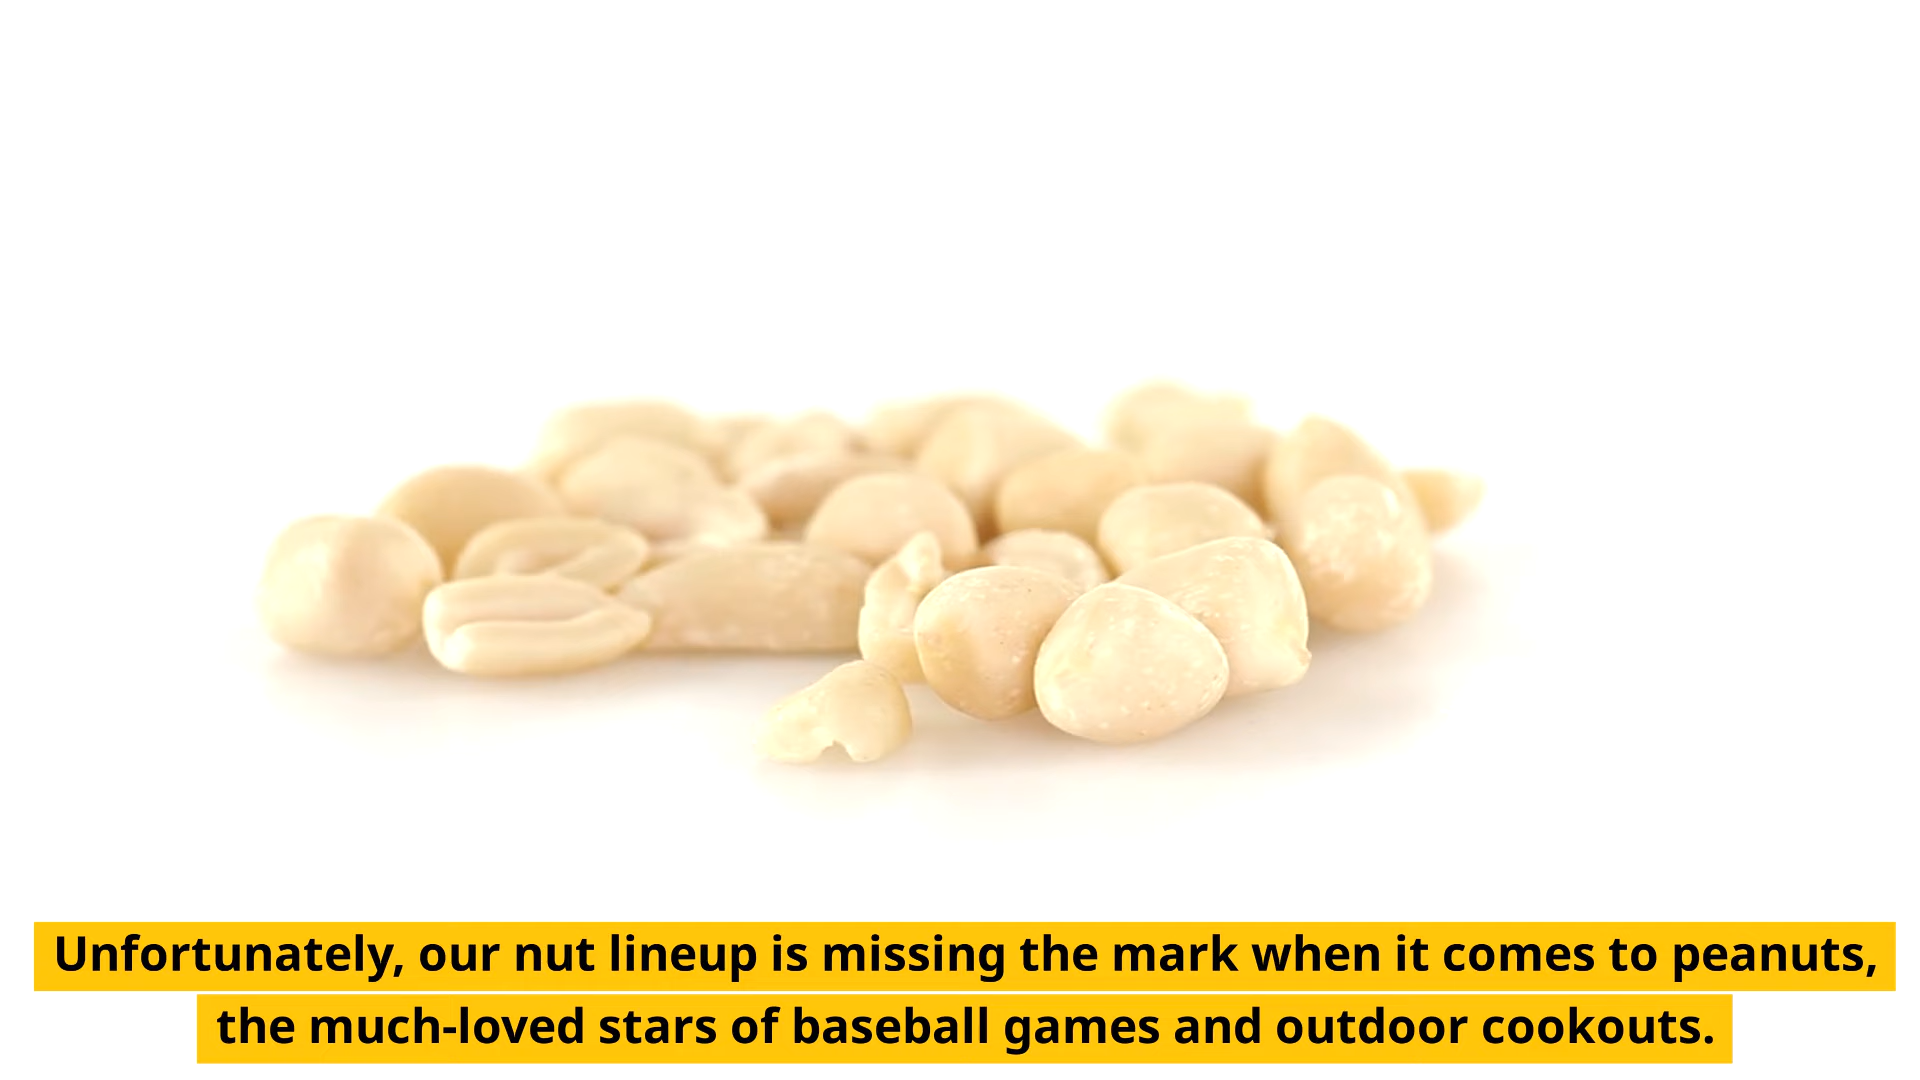 Unfortunately, our nut lineup is missing the mark when it comes to peanuts,
the much-loved stars of baseball games and outdoor cookouts.